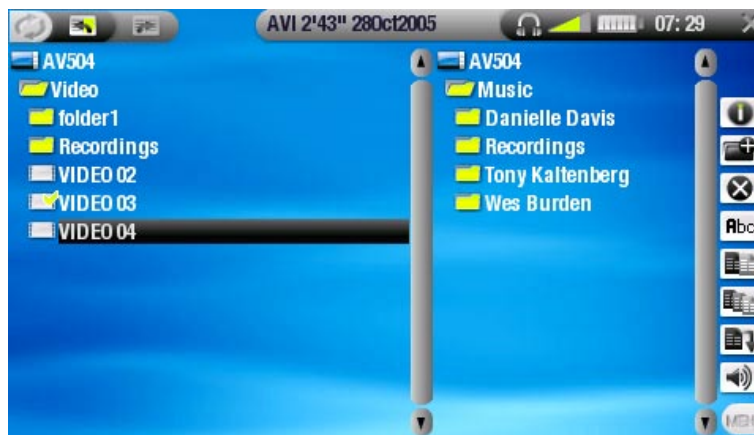 AVI 2'43" 28Oct2005
07: 29
AV504
Video
folder1
Recordings
VIDEO 02
VIDEO 03
VIDEO 04
AV504
Music
Danielle Davis
Recordings
Tony Kaltenberg
Wes Burden
Abc